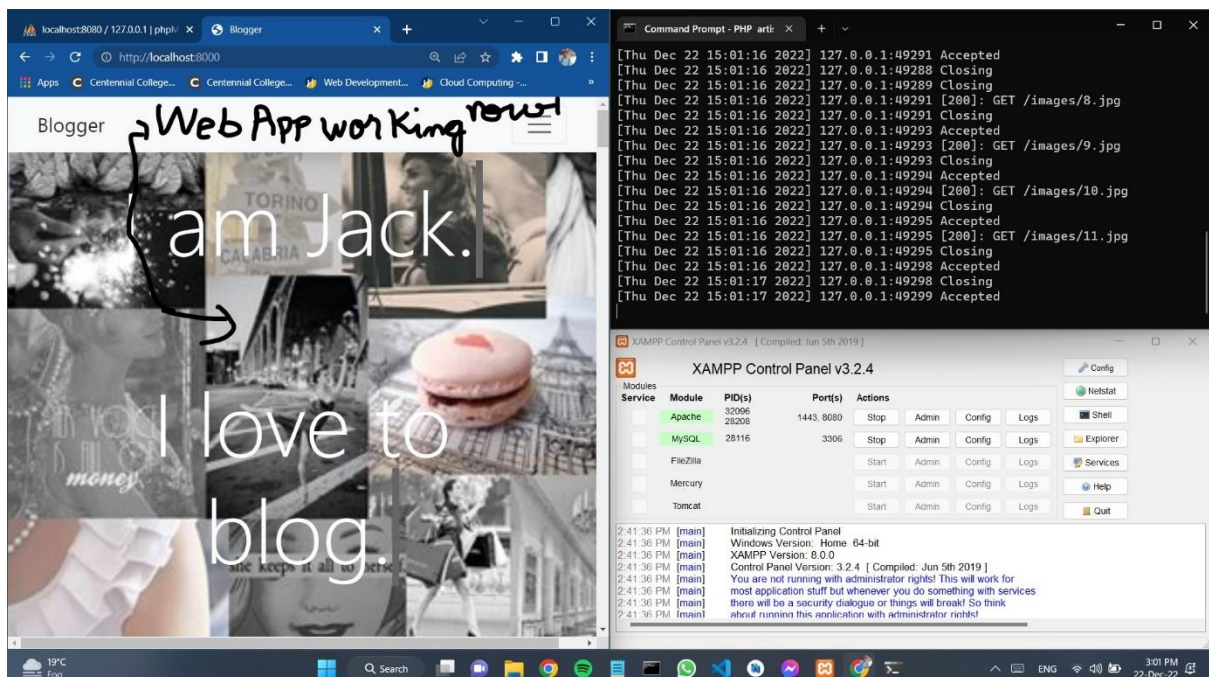 localhost:8080 / 127.0.0.1 | phpM
Blogger
http://localhost:8000
Apps
Centennial College...
Centennial College...
Web Development...
Cloud Computing -...
»
Blogger
Web App working now!
TORINO
CALABRIA
am Jack.
I love to
blog.
money
she keeps it all to herself.
Command Prompt - PHP arti:
[Thu Dec 22 15:01:16 2022] 127.0.0.1:49291 Accepted
[Thu Dec 22 15:01:16 2022] 127.0.0.1:49288 Closing
[Thu Dec 22 15:01:16 2022] 127.0.0.1:49289 Closing
[Thu Dec 22 15:01:16 2022] 127.0.0.1:49291 [200]: GET /images/8.jpg
[Thu Dec 22 15:01:16 2022] 127.0.0.1:49291 Closing
[Thu Dec 22 15:01:16 2022] 127.0.0.1:49293 Accepted
[Thu Dec 22 15:01:16 2022] 127.0.0.1:49293 [200]: GET /images/9.jpg
[Thu Dec 22 15:01:16 2022] 127.0.0.1:49293 Closing
[Thu Dec 22 15:01:16 2022] 127.0.0.1:49294 Accepted
[Thu Dec 22 15:01:16 2022] 127.0.0.1:49294 [200]: GET /images/10.jpg
[Thu Dec 22 15:01:16 2022] 127.0.0.1:49294 Closing
[Thu Dec 22 15:01:16 2022] 127.0.0.1:49295 Accepted
[Thu Dec 22 15:01:16 2022] 127.0.0.1:49295 [200]: GET /images/11.jpg
[Thu Dec 22 15:01:16 2022] 127.0.0.1:49295 Closing
[Thu Dec 22 15:01:16 2022] 127.0.0.1:49298 Accepted
[Thu Dec 22 15:01:17 2022] 127.0.0.1:49298 Closing
[Thu Dec 22 15:01:17 2022] 127.0.0.1:49299 Accepted
XAMPP Control Panel v3.2.4 [ Compiled: Jun 5th 2019 ]
XAMPP Control Panel v3.2.4
Config
Modules
Service Module PID(s) Port(s) Actions
Netstat
Apache 32096 28208 1443, 8080 Stop Admin Config Logs
Shell
MySQL 28116 3306 Stop Admin Config Logs
Explorer
FileZilla Start Admin Config Logs
Services
Mercury Start Admin Config Logs
Help
Tomcat Start Admin Config Logs
Quit
2:41:36 PM [main] Initializing Control Panel
2:41:36 PM [main] Windows Version: Home 64-bit
2:41:36 PM [main] XAMPP Version: 8.0.0
2:41:36 PM [main] Control Panel Version: 3.2.4 [ Compiled: Jun 5th 2019 ]
2:41:36 PM [main] You are not running with administrator rights! This will work for
2:41:36 PM [main] most application stuff but whenever you do something with services
2:41:36 PM [main] there will be a security dialogue or things will break! So think
2:41:36 PM [main] about running this application with administrator rights!
19°C
Fog
Search
ENG
3:01 PM
22-Dec-22